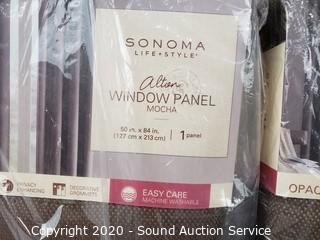 SONOMA
LIFE+STYLE®
Alton
WINDOW PANEL
MOCHA
50 in. x 84 in.
(127 cm x 213 cm)
1 panel
PRIVACY
ENHANCING
DECORATIVE
GROMMETS
EASY CARE
MACHINE WASHABLE
OPAC
Copyright 2020 - Sound Auction Service